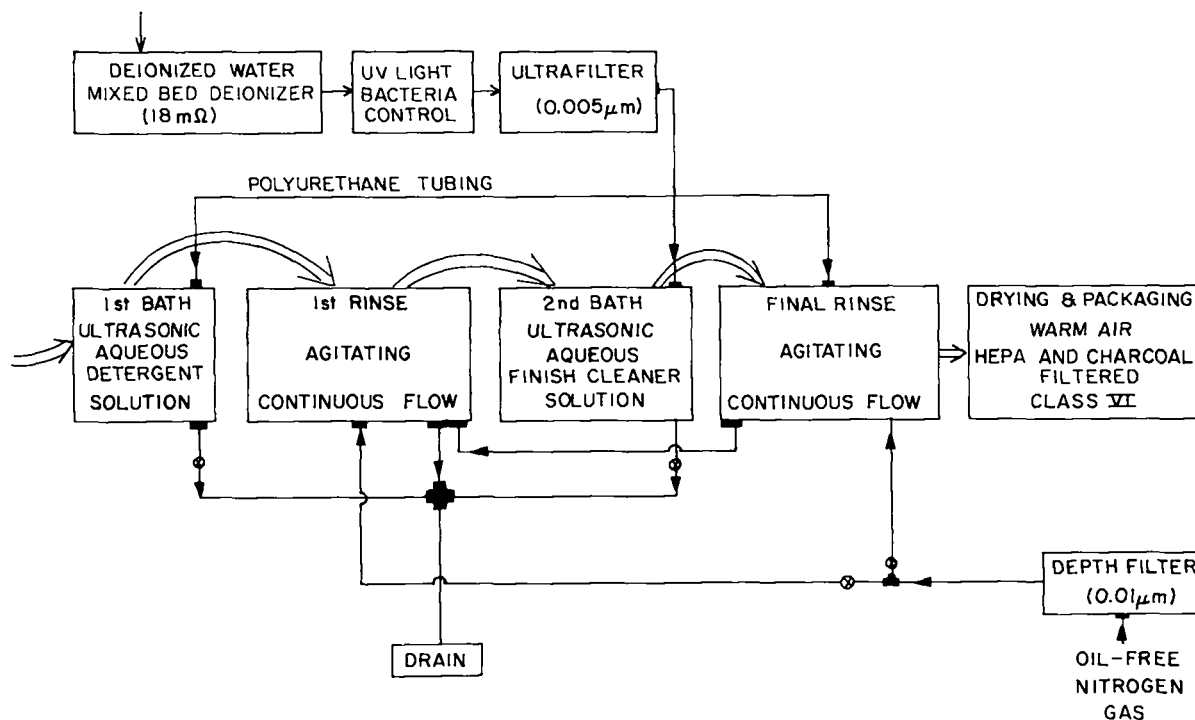 DEIONIZED WATER
MIXED BED DEIONIZER
(18 mΩ)
UV LIGHT
BACTERIA
CONTROL
ULTRAFILTER
(0.005μm)
POLYURETHANE TUBING
1st BATH
ULTRASONIC
AQUEOUS
DETERGENT
SOLUTION
1st RINSE
AGITATING
CONTINUOUS FLOW
2nd BATH
ULTRASONIC
AQUEOUS
FINISH CLEANER
SOLUTION
FINAL RINSE
AGITATING
CONTINUOUS FLOW
DRYING & PACKAGING
WARM AIR
HEPA AND CHARCOAL
FILTERED
CLASS VI
DEPTH FILTER
(0.01μm)
OIL-FREE
NITROGEN
GAS
DRAIN